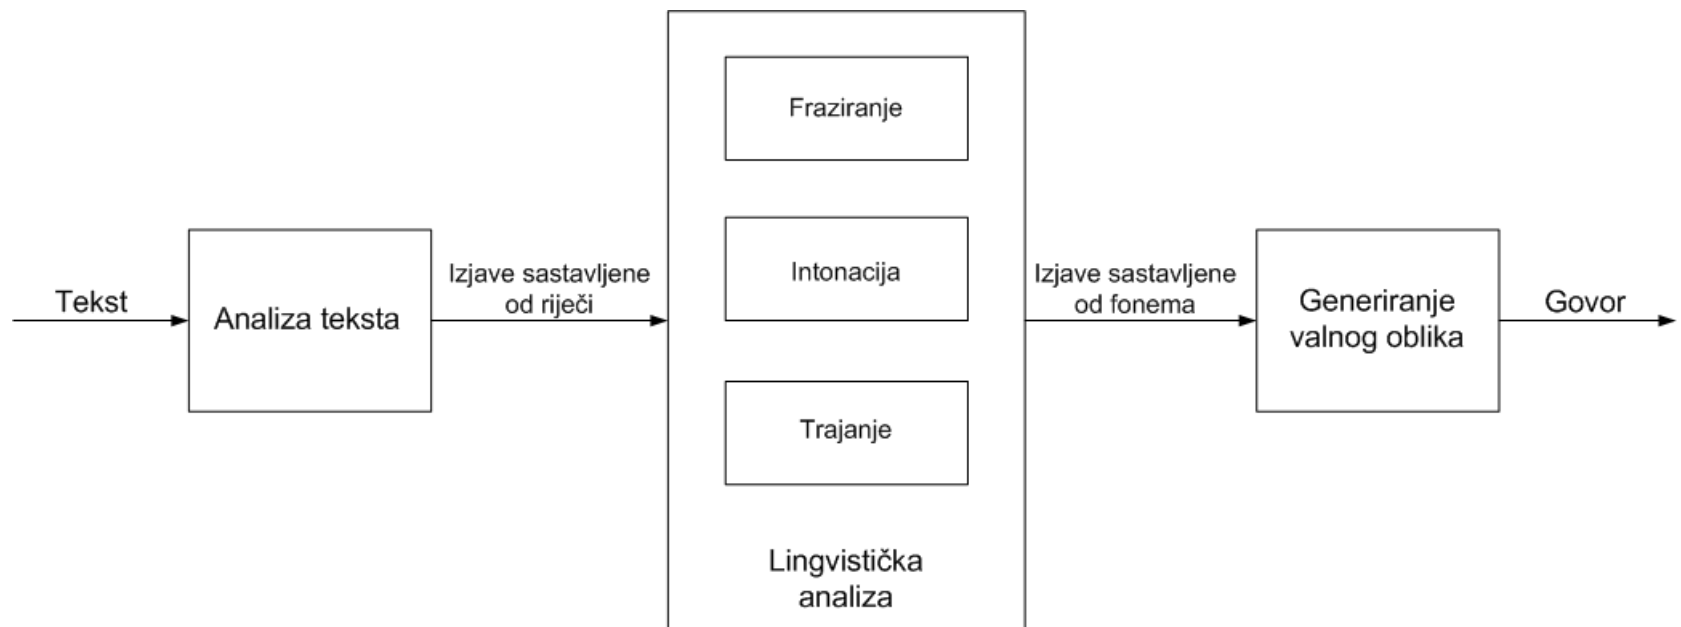 Tekst
Analiza teksta
Izjave sastavljene
od riječi
Fraziranje
Intonacija
Trajanje
Lingvistička
analiza
Izjave sastavljene
od fonema
Generiranje
valnog oblika
Govor